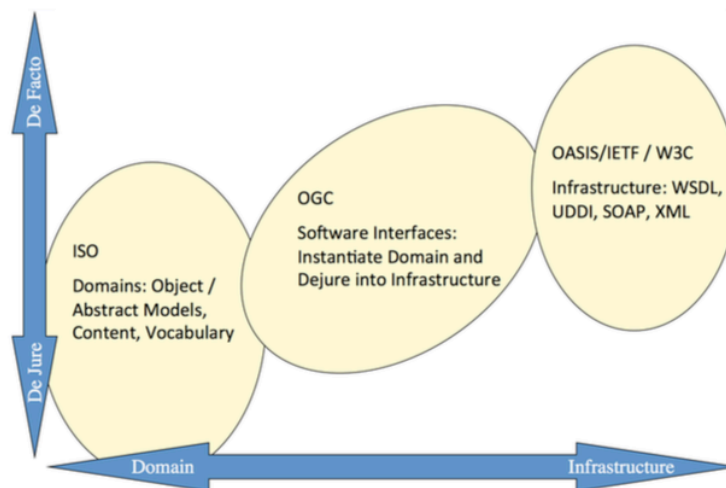 De Facto
De Jure
ISO
Domains: Object /
Abstract Models,
Content, Vocabulary
OGC
Software Interfaces:
Instantiate Domain and
Dejure into Infrastructure
OASIS/IETF / W3C
Infrastructure: WSDL,
UDDI, SOAP, XML
Domain
Infrastructure